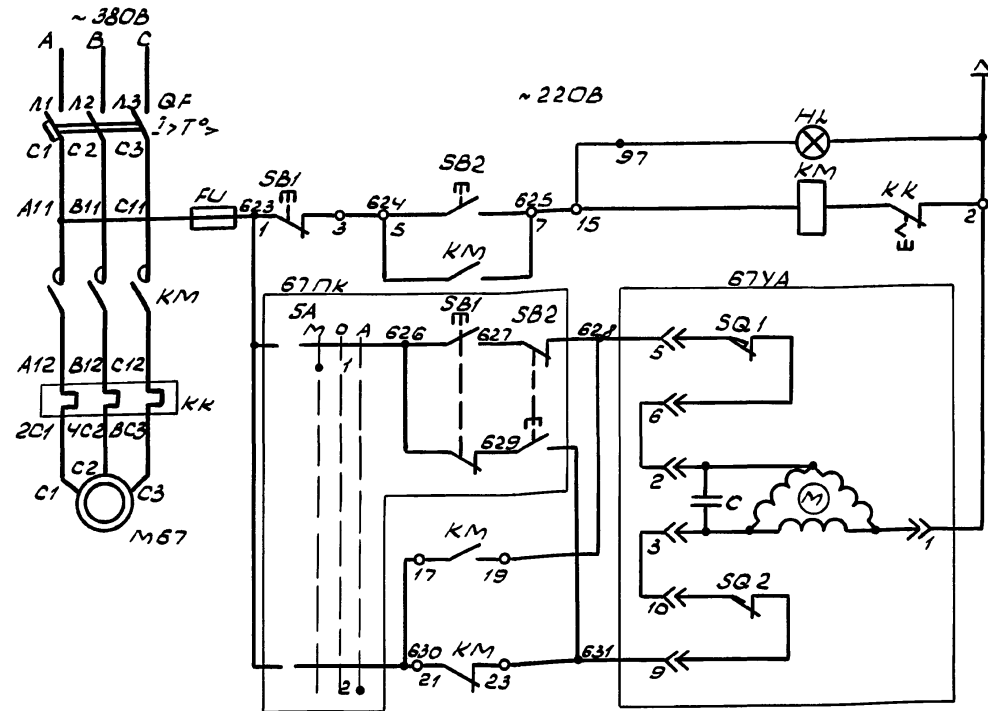 ~ 380В
A B C
Л1 Л2 Л3 QF
I> T°>
C1 C2 C3
~220В
HL
97
SB1 SB2
KM
KK
FU
A11 B11 C11
623 624 625
1 3 5 7 15 2
KM
KM
67ПК
67УА
SA
М О А
SB1
SB2
626 627 628
SQ1
1
5
A12 B12 C12
KK
6
2C1 4C2 8C3
629
C2
2
C1 C3
C
M
M67
KM
3
1
17 19
SQ2
10
630 KM 631
21 23
9
2
N